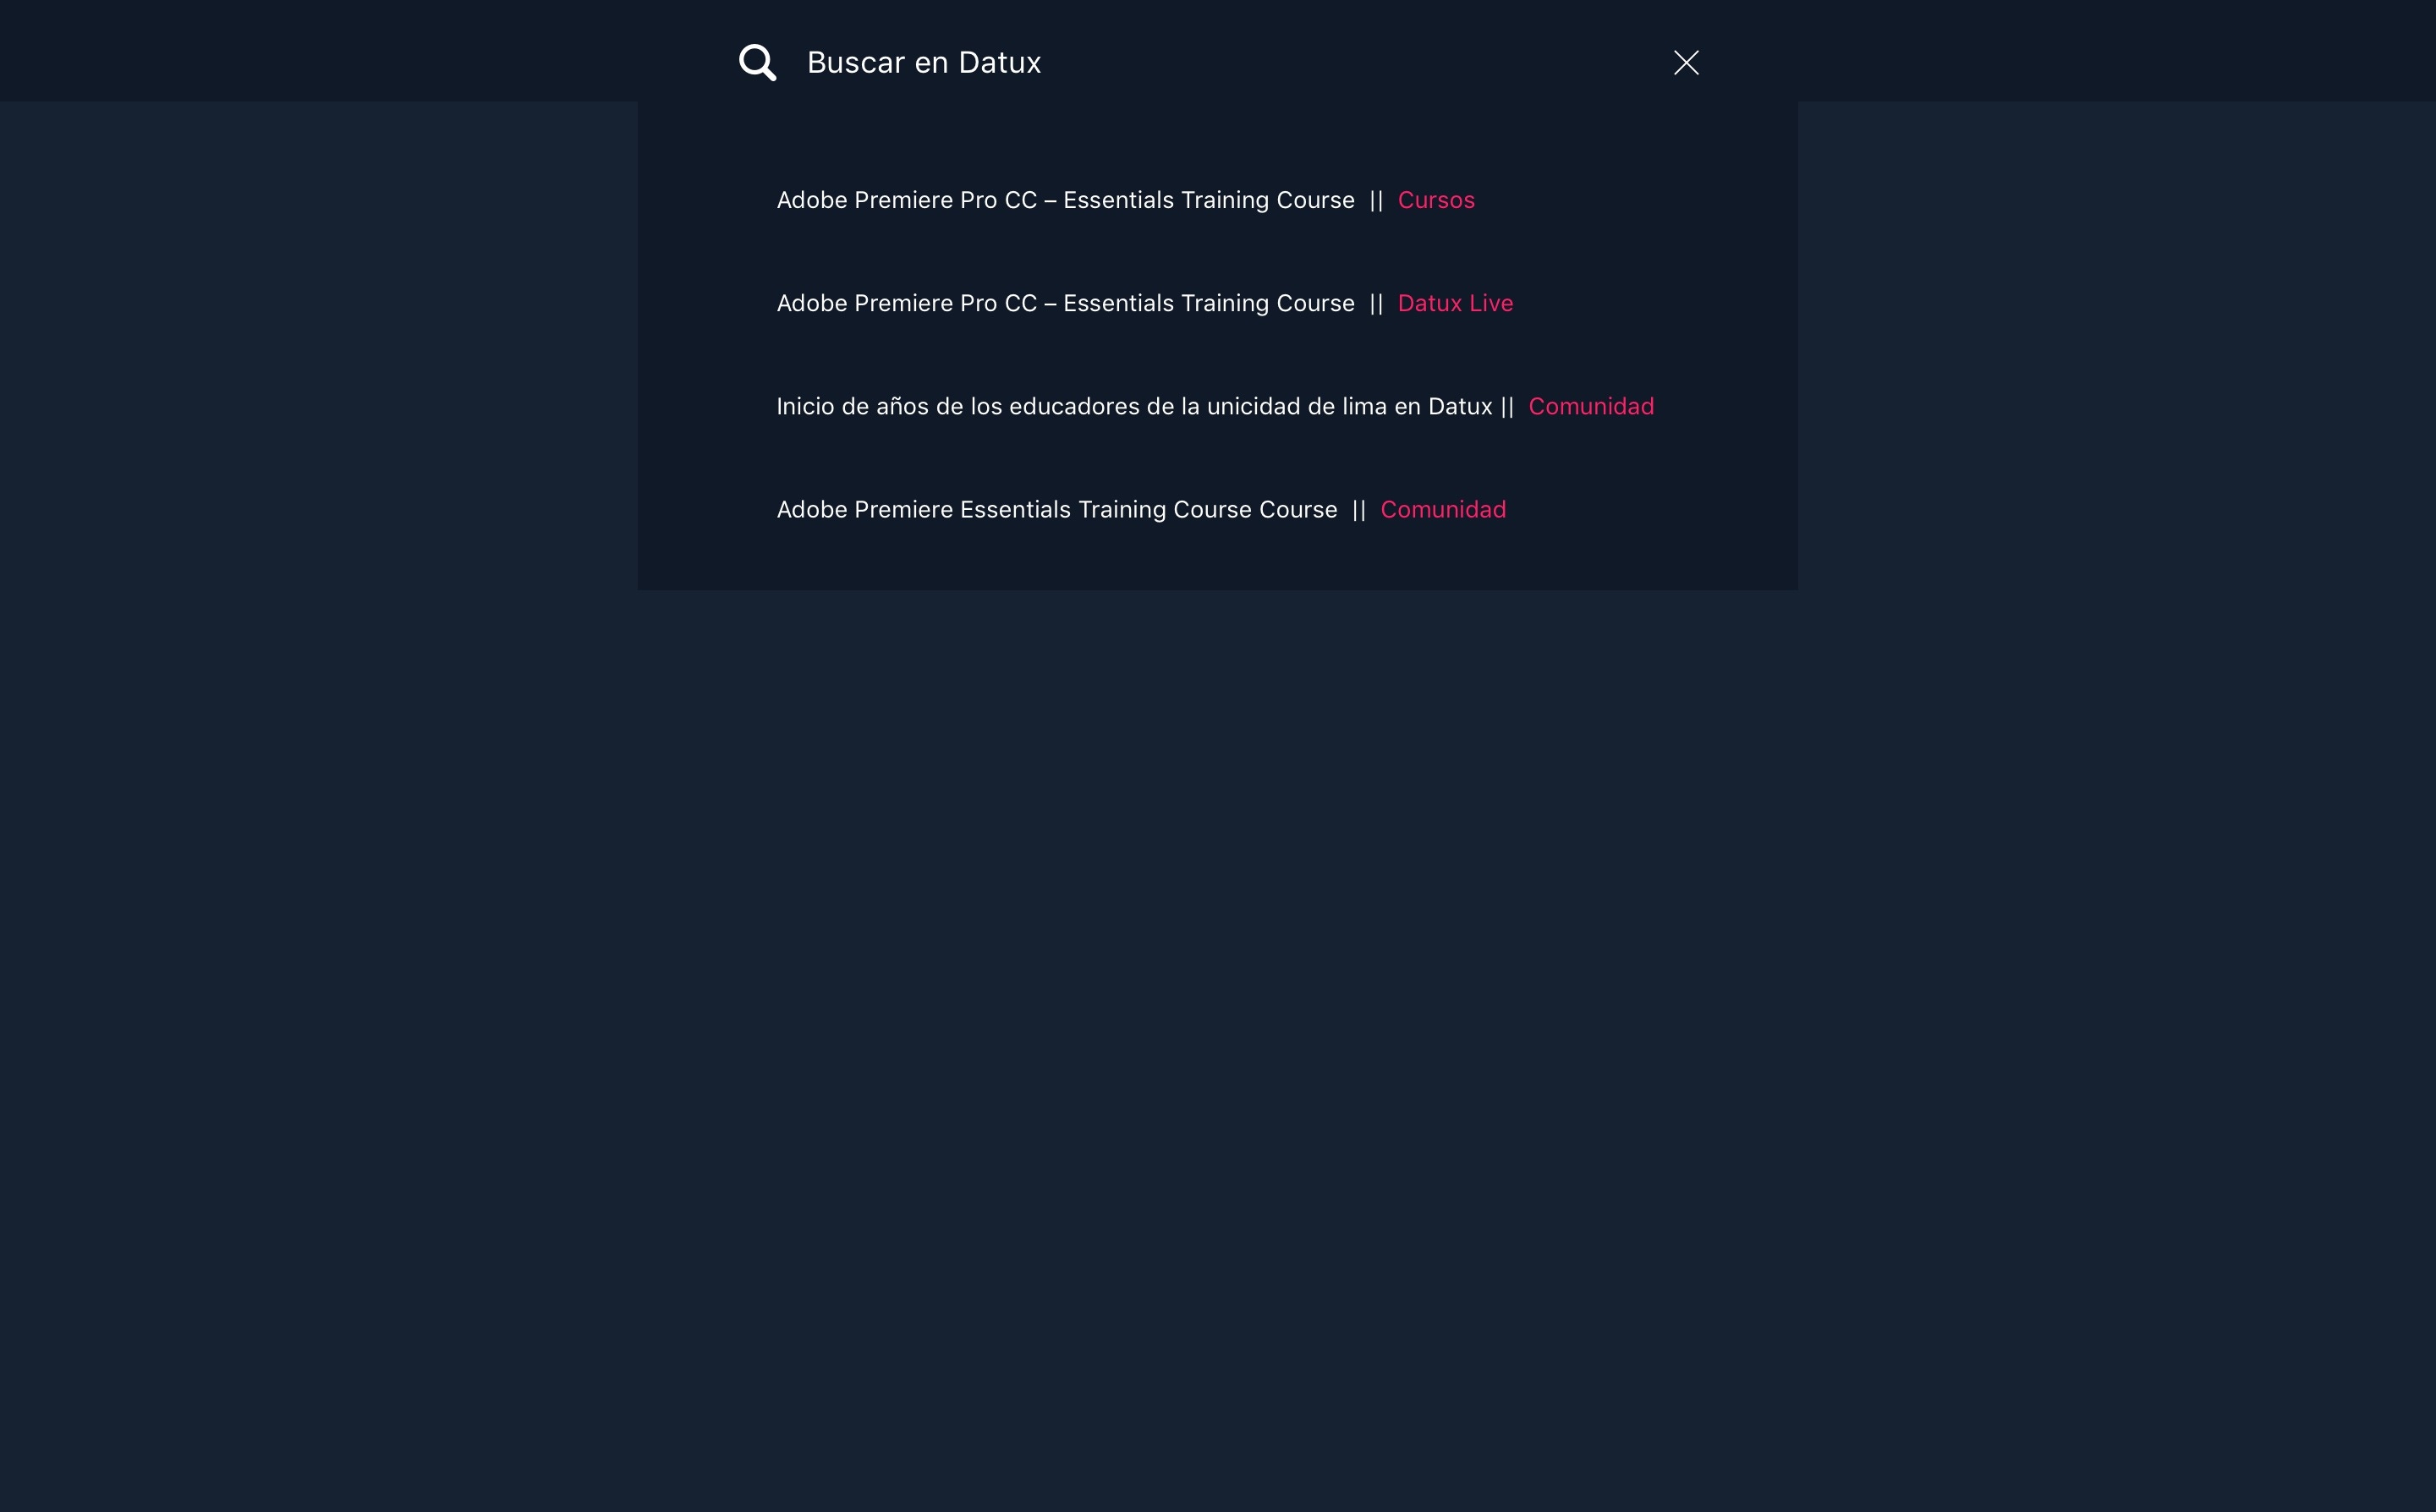 Buscar en Datux
Adobe Premiere Pro CC – Essentials Training Course || Cursos
Adobe Premiere Pro CC – Essentials Training Course || Datux Live
Inicio de años de los educadores de la unicidad de lima en Datux || Comunidad
Adobe Premiere Essentials Training Course Course || Comunidad